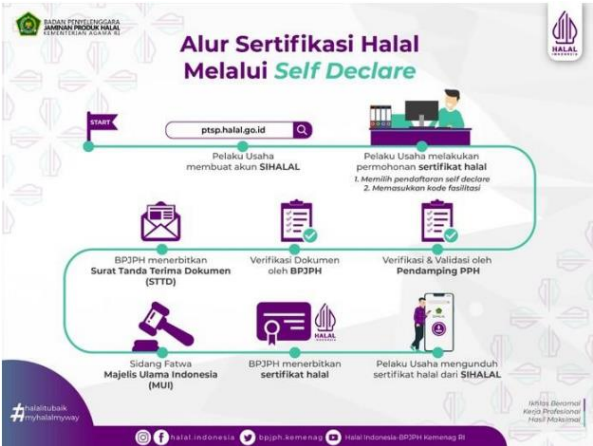 BADAN PENYELENGGARA
JAMINAN PRODUK HALAL
KEMENTERIAN AGAMA RI
HALAL
INDONESIA
Alur Sertifikasi Halal
Melalui Self Declare
START
ptsp.halal.go.id
Pelaku Usaha
membuat akun SIHALAL
Pelaku Usaha melakukan
permohonan sertifikat halal
1. Memilih pendaftaran self declare
2. Memasukkan kode fasilitasi
Verifikasi & Validasi oleh
Pendamping PPH
Verifikasi Dokumen
oleh BPJPH
BPJPH menerbitkan
Surat Tanda Terima Dokumen
(STTD)
Sidang Fatwa
Majelis Ulama Indonesia
(MUI)
HALAL
INDONESIA
BPJPH menerbitkan
sertifikat halal
Pelaku Usaha mengunduh
sertifikat halal dari SIHALAL
#halalitubaik
#myhalalmyway
halal.indonesia
bpjph.kemenag
Halal Indonesia-BPJPH Kemenag RI
Ikhlas Beramal
Kerja Profesional
Hasil Maksimal